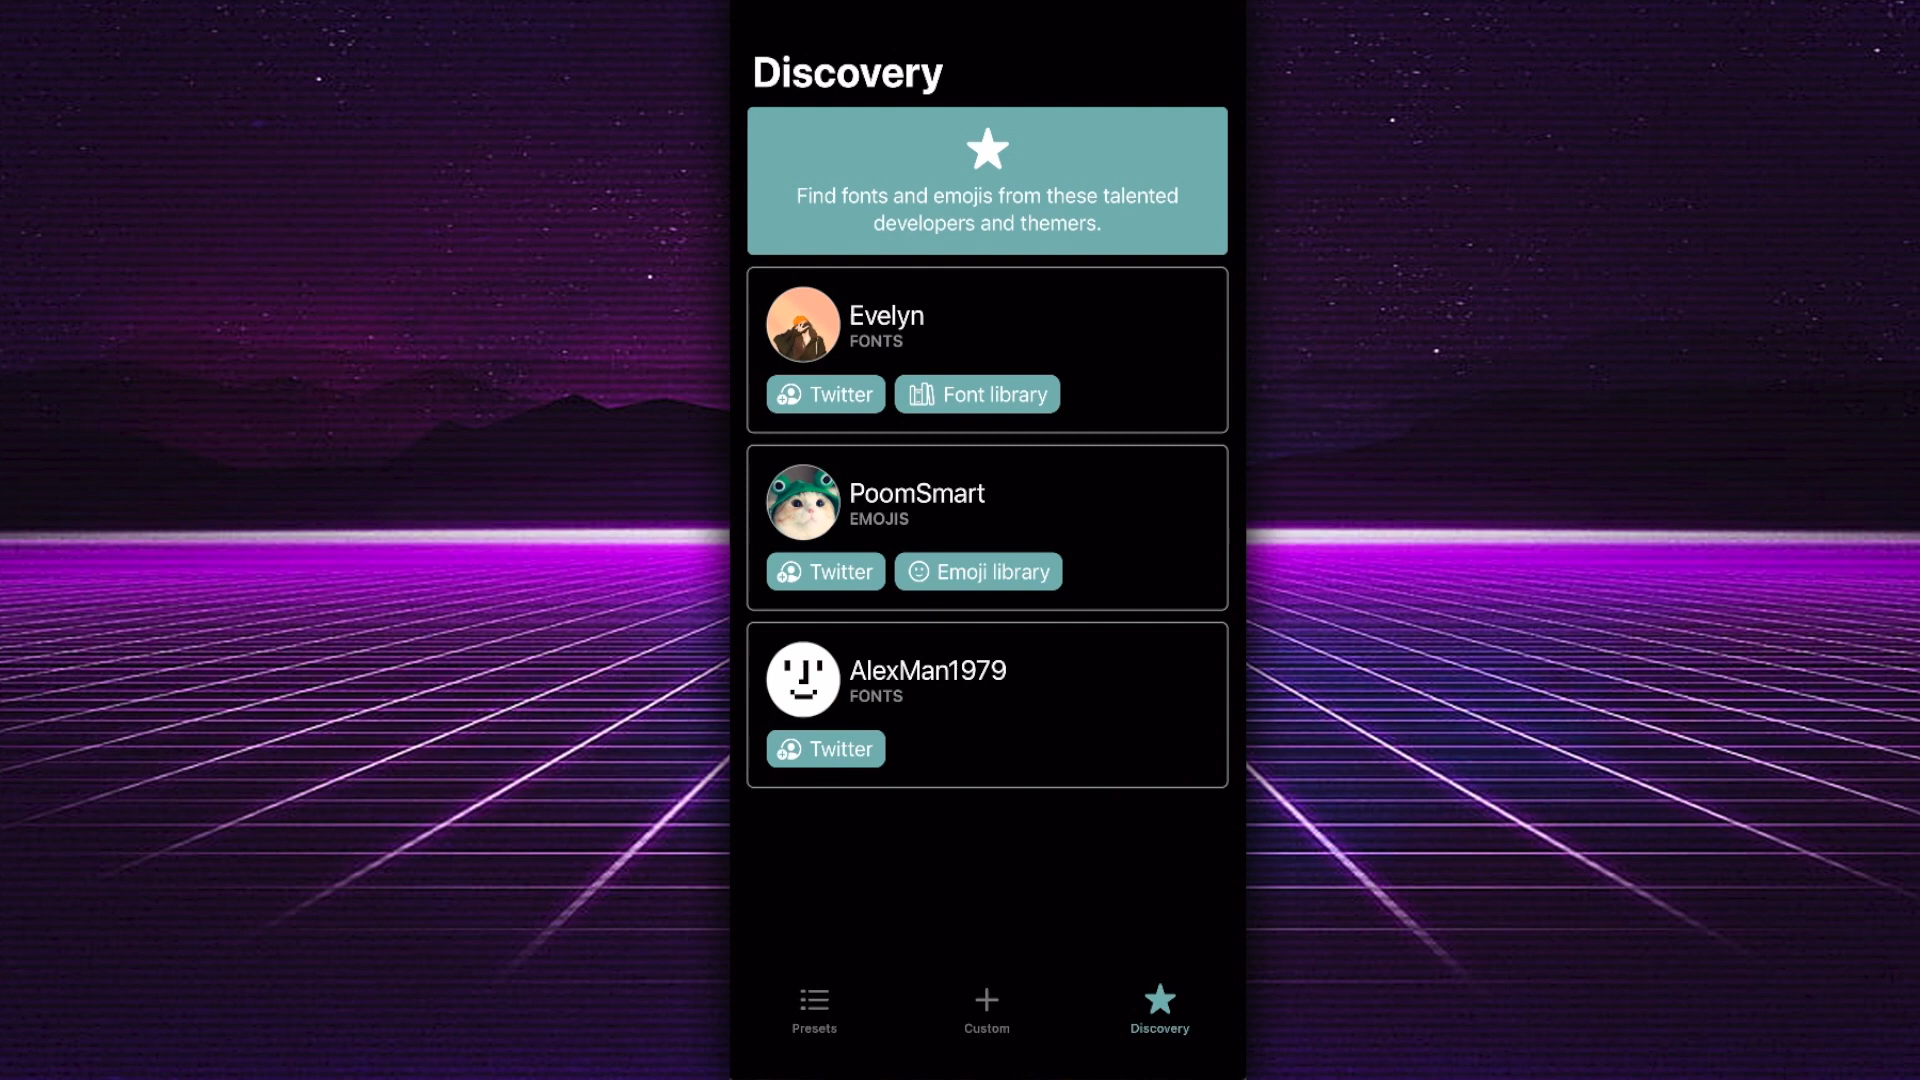 Discovery
Find fonts and emojis from these talented
developers and themers.
Evelyn
FONTS
Twitter
Font library
PoomSmart
EMOJIS
Twitter
Emoji library
AlexMan1979
FONTS
Twitter
Presets
Custom
Discovery